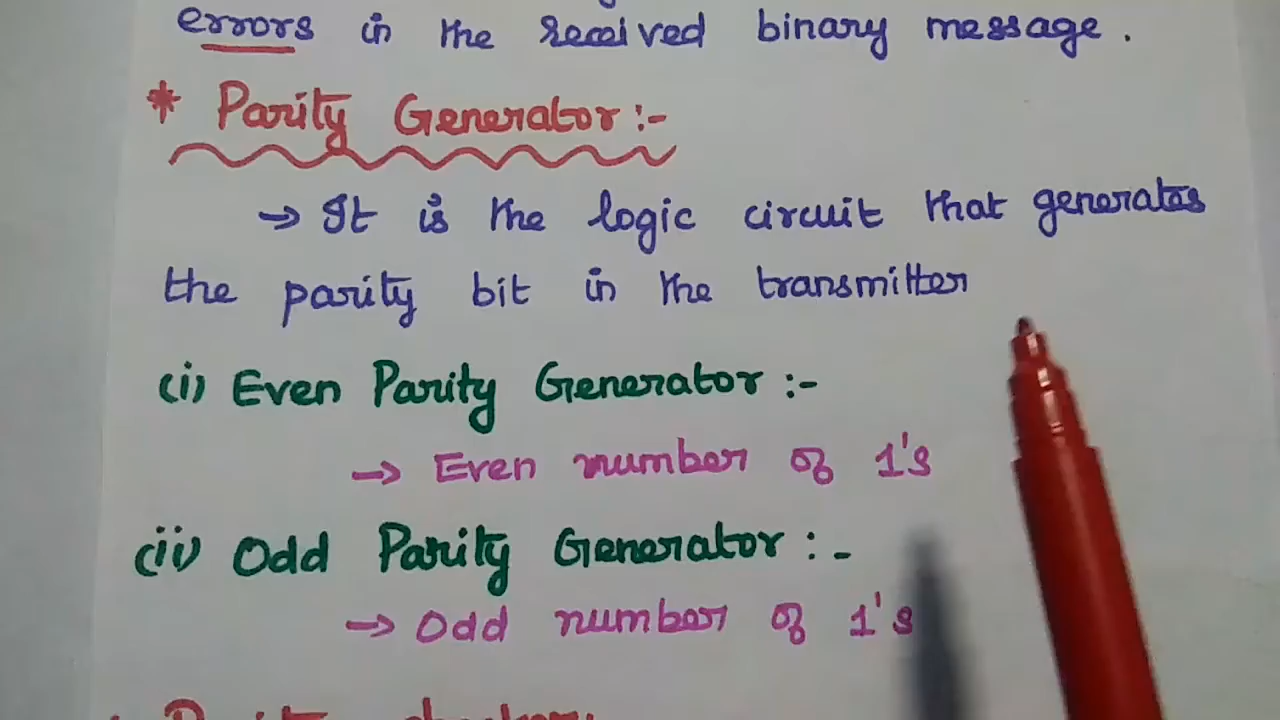 errors in the received binary message.
* Parity Generator :-
→ It is the logic circuit that generates
the parity bit in the transmitter
(i) Even Parity Generator :-
→ Even number of 1's
(ii) Odd Parity Generator :-
→ Odd number of 1's